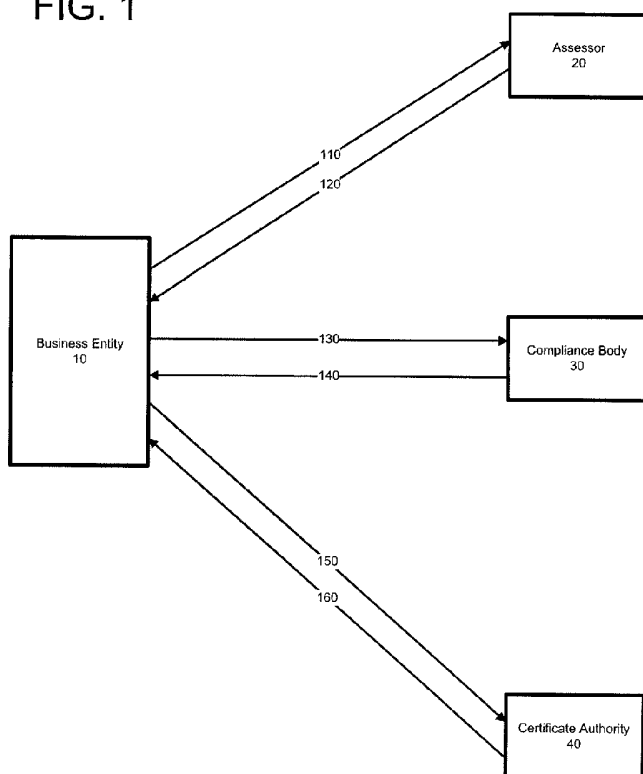 FIG. 1
Assessor
20
110
120
Business Entity
10
130
Compliance Body
30
140
150
160
Certificate Authority
40